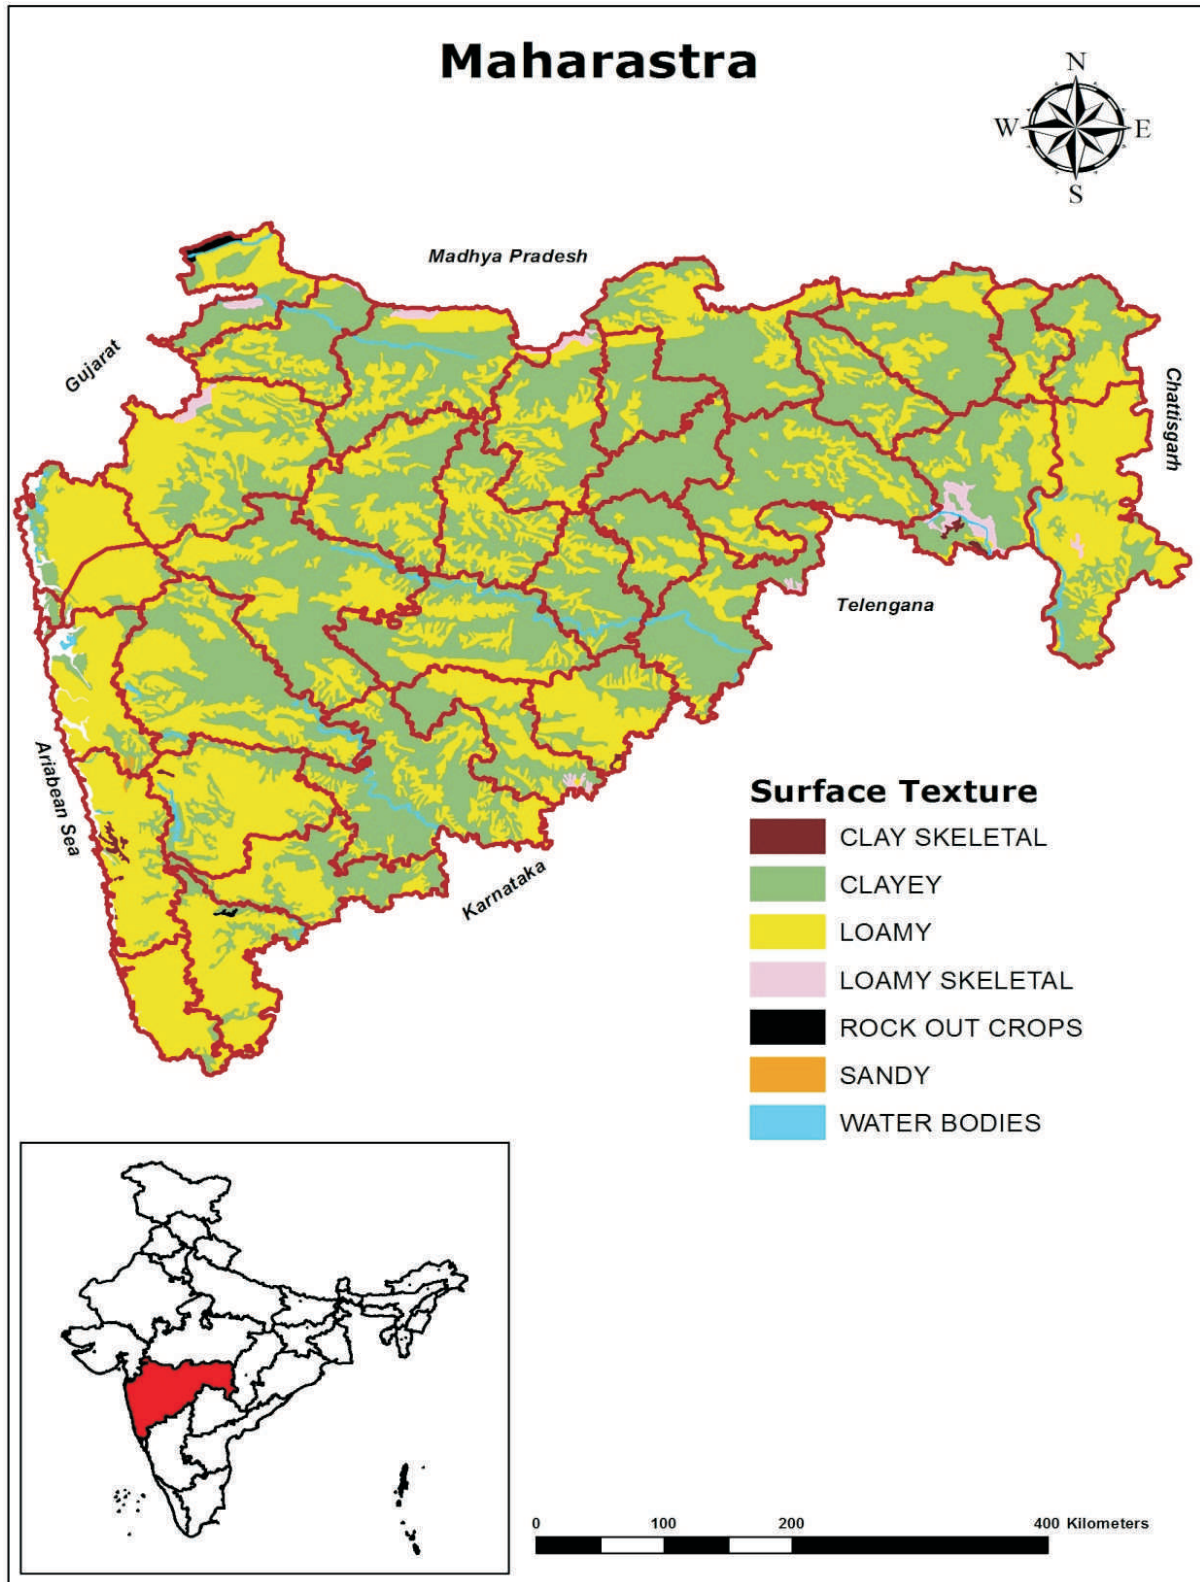 Maharastra
N
W
E
S
Madhya Pradesh
Gujarat
Chattisgarh
Telengana
Ariabean Sea
Karnataka
Surface Texture
CLAY SKELETAL
CLAYEY
LOAMY
LOAMY SKELETAL
ROCK OUT CROPS
SANDY
WATER BODIES
0 100 200 400 Kilometers